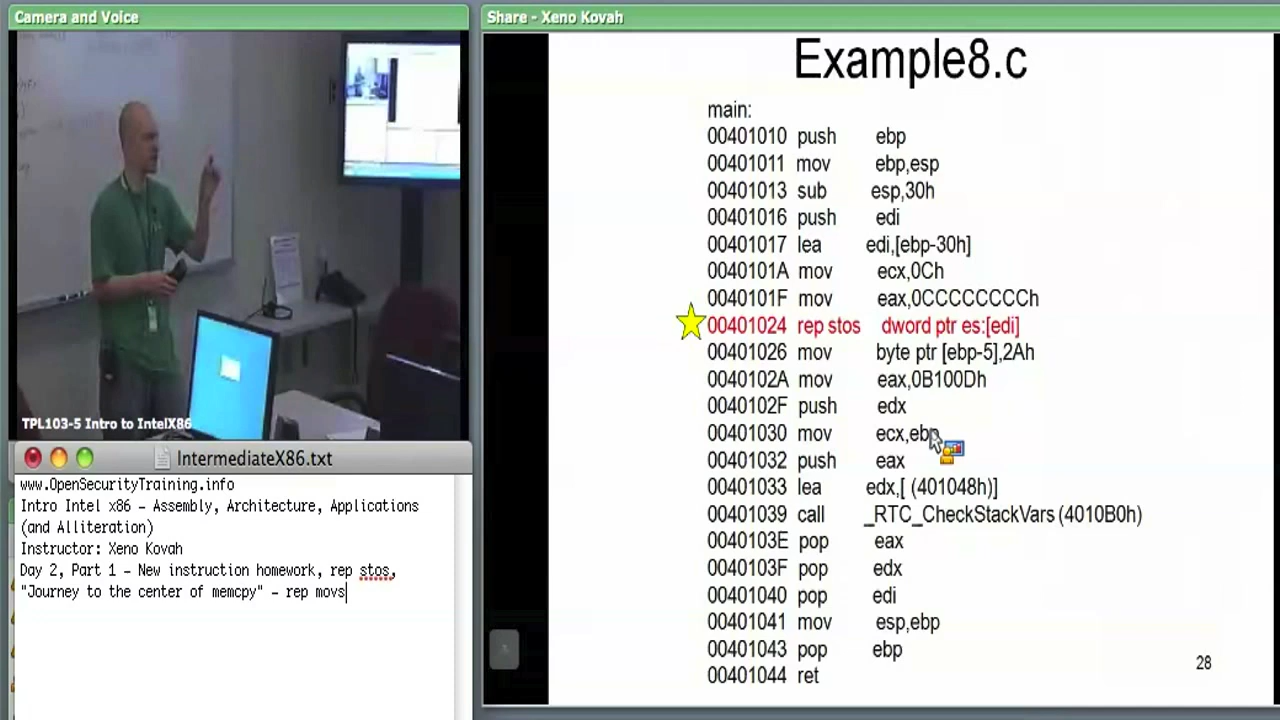 Camera and Voice
TPL103-5 Intro to IntelX86
IntermediateX86.txt
www.OpenSecurityTraining.info
Intro Intel x86 – Assembly, Architecture, Applications
(and Alliteration)
Instructor: Xeno Kovah
Day 2, Part 1 – New instruction homework, rep stos,
"Journey to the center of memcpy" – rep movs
Share - Xeno Kovah
Example8.c
main:
00401010 push ebp
00401011 mov ebp,esp
00401013 sub esp,30h
00401016 push edi
00401017 lea edi,[ebp-30h]
0040101A mov ecx,0Ch
0040101F mov eax,0CCCCCCCCh
00401024 rep stos dword ptr es:[edi]
00401026 mov byte ptr [ebp-5],2Ah
0040102A mov eax,0B100Dh
0040102F push edx
00401030 mov ecx,ebp
00401032 push eax
00401033 lea edx,[ (401048h)]
00401039 call _RTC_CheckStackVars (4010B0h)
0040103E pop eax
0040103F pop edx
00401040 pop edi
00401041 mov esp,ebp
00401043 pop ebp
00401044 ret
28